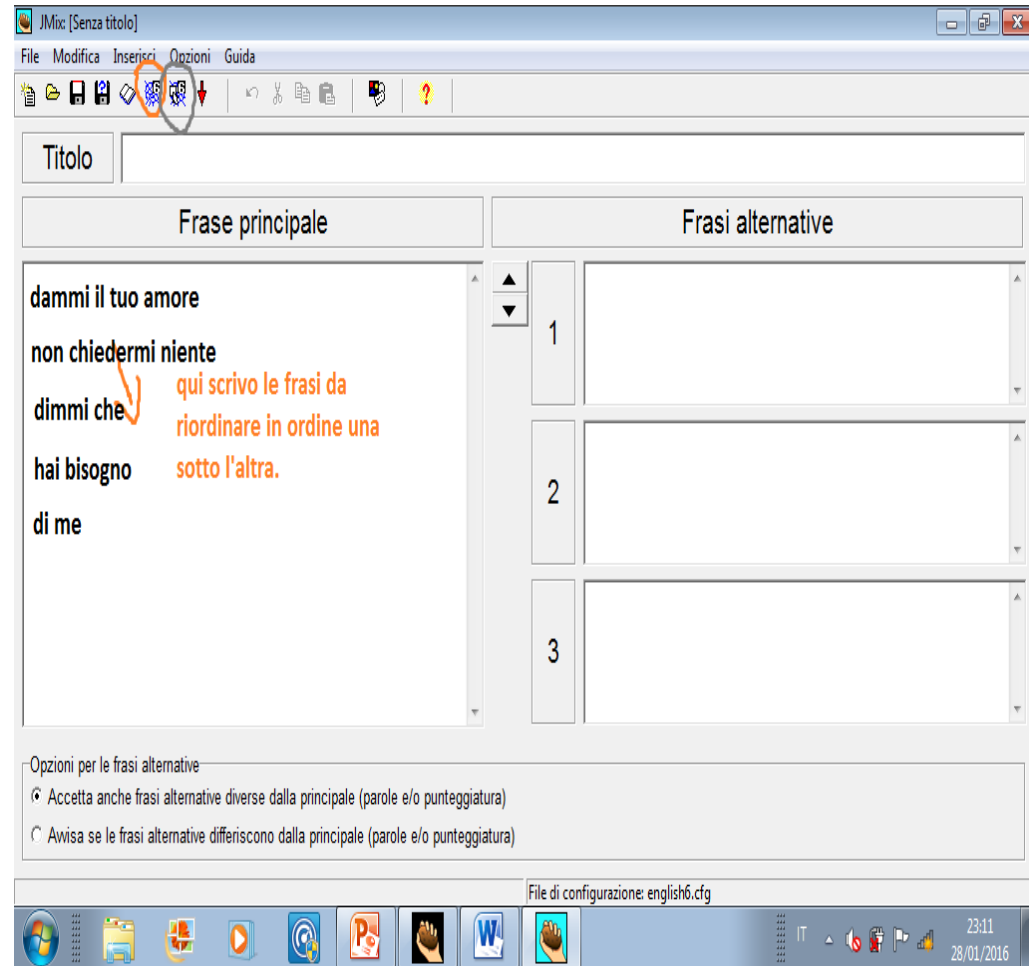 JMix: [Senza titolo]
File Modifica Inserisci Opzioni Guida
Titolo
Frase principale
Frasi alternative
dammi il tuo amore
non chiedermi niente
dimmi che
hai bisogno
di me
qui scrivo le frasi da
riordinare in ordine una
sotto l'altra.
1
2
3
Opzioni per le frasi alternative
Accetta anche frasi alternative diverse dalla principale (parole e/o punteggiatura)
Avvisa se le frasi alternative differiscono dalla principale (parole e/o punteggiatura)
File di configurazione: english6.cfg
IT
23:11
28/01/2016